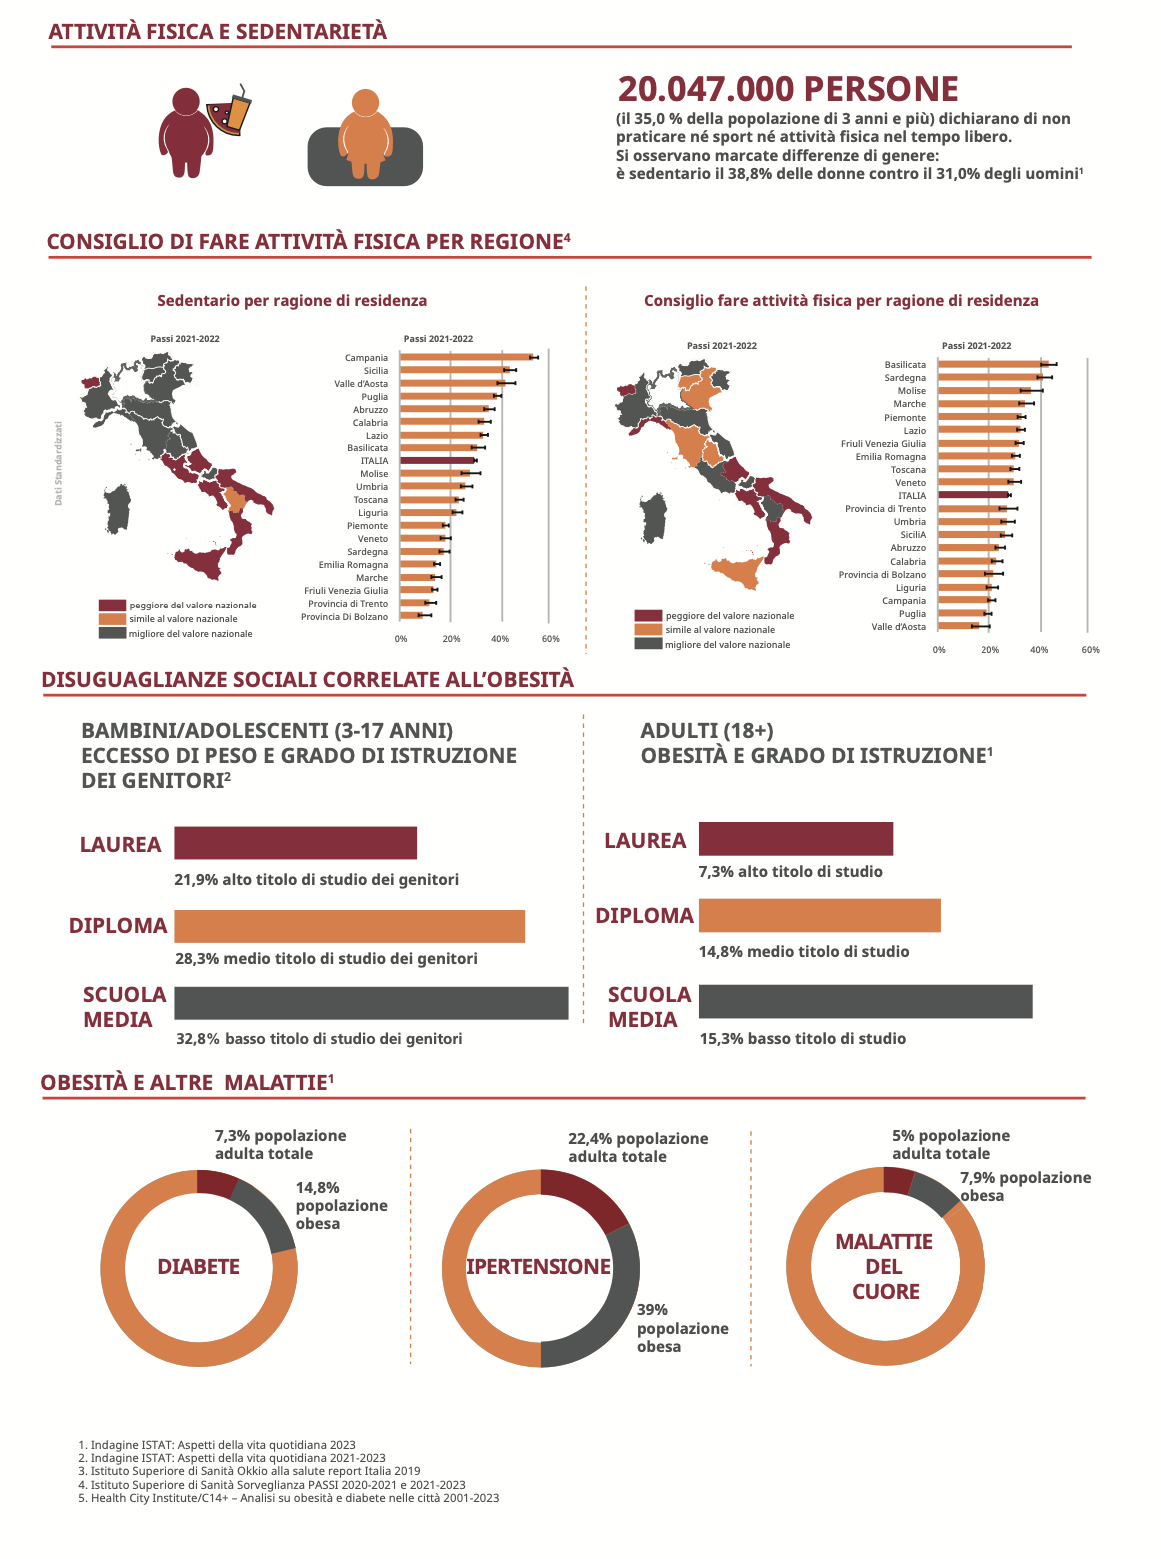 ATTIVITÀ FISICA E SEDENTARIETÀ
20.047.000 PERSONE
(il 35,0 % della popolazione di 3 anni e più) dichiarano di non
praticare né sport né attività fisica nel tempo libero.
Si osservano marcate differenze di genere:
è sedentario il 38,8% delle donne contro il 31,0% degli uomini¹
CONSIGLIO DI FARE ATTIVITÀ FISICA PER REGIONE⁴
Sedentario per ragione di residenza
Passi 2021-2022
Dati Standardizzati
peggiore del valore nazionale
simile al valore nazionale
migliore del valore nazionale
Passi 2021-2022
Campania
Sicilia
Valle d'Aosta
Puglia
Abruzzo
Calabria
Lazio
Basilicata
ITALIA
Molise
Umbria
Toscana
Liguria
Piemonte
Veneto
Sardegna
Emilia Romagna
Marche
Friuli Venezia Giulia
Provincia di Trento
Provincia Di Bolzano
0% 20% 40% 60%
Consiglio fare attività fisica per ragione di residenza
Passi 2021-2022
peggiore del valore nazionale
simile al valore nazionale
migliore del valore nazionale
Passi 2021-2022
Basilicata
Sardegna
Molise
Marche
Piemonte
Lazio
Friuli Venezia Giulia
Emilia Romagna
Toscana
Veneto
ITALIA
Provincia di Trento
Umbria
SiciliA
Abruzzo
Calabria
Provincia di Bolzano
Liguria
Campania
Puglia
Valle d'Aosta
0% 20% 40% 60%
DISUGUAGLIANZE SOCIALI CORRELATE ALL'OBESITÀ
BAMBINI/ADOLESCENTI (3-17 ANNI)
ECCESSO DI PESO E GRADO DI ISTRUZIONE
DEI GENITORI²
LAUREA
21,9% alto titolo di studio dei genitori
DIPLOMA
28,3% medio titolo di studio dei genitori
SCUOLA
MEDIA
32,8% basso titolo di studio dei genitori
ADULTI (18+)
OBESITÀ E GRADO DI ISTRUZIONE¹
LAUREA
7,3% alto titolo di studio
DIPLOMA
14,8% medio titolo di studio
SCUOLA
MEDIA
15,3% basso titolo di studio
OBESITÀ E ALTRE MALATTIE¹
7,3% popolazione
adulta totale
14,8%
popolazione
obesa
DIABETE
22,4% popolazione
adulta totale
IPERTENSIONE
39%
popolazione
obesa
5% popolazione
adulta totale
7,9% popolazione
obesa
MALATTIE
DEL
CUORE
1. Indagine ISTAT: Aspetti della vita quotidiana 2023
2. Indagine ISTAT: Aspetti della vita quotidiana 2021-2023
3. Istituto Superiore di Sanità Okkio alla salute report Italia 2019
4. Istituto Superiore di Sanità Sorveglianza PASSI 2020-2021 e 2021-2023
5. Health City Institute/C14+ – Analisi su obesità e diabete nelle città 2001-2023